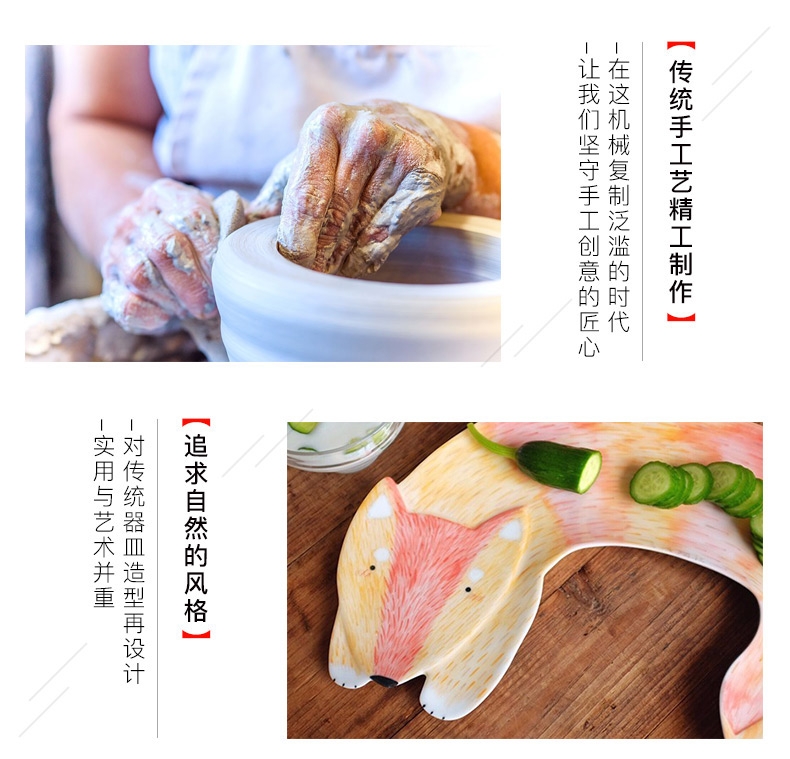 【传统手工艺精工制作】
–在这机械复制泛滥的时代
–让我们坚守手工创意的匠心
【追求自然的风格】
–对传统器皿造型再设计
–实用与艺术并重